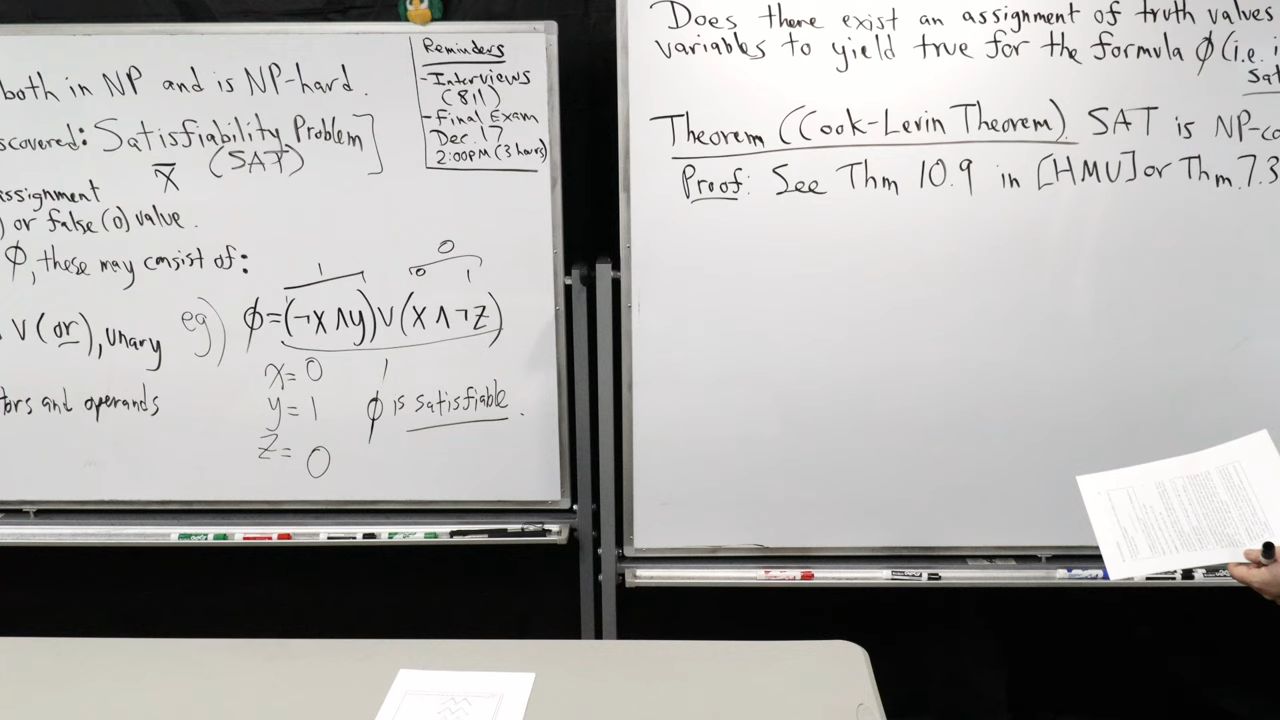 both in NP and is NP-hard.
scovered: Satisfiability Problem]
(SAT)
x̄
assignment
) or false (0) value.
ϕ, these may consist of:
∨ (or), unary
tors and operands
eg)
1
0
0 1
ϕ=(¬x∧y)∨(x∧¬z)
1
x=0
y=1
z=0
ϕ is satisfiable.
Reminders
-Interviews
(811)
-Final Exam
Dec. 17
2:00PM (3 hours)
Does there exist an assignment of truth values
variables to yield true for the formula ϕ (i.e. i
sat
Theorem (Cook-Levin Theorem). SAT is NP-co
Proof: See Thm 10.9 in [HMU] or Thm 7.3